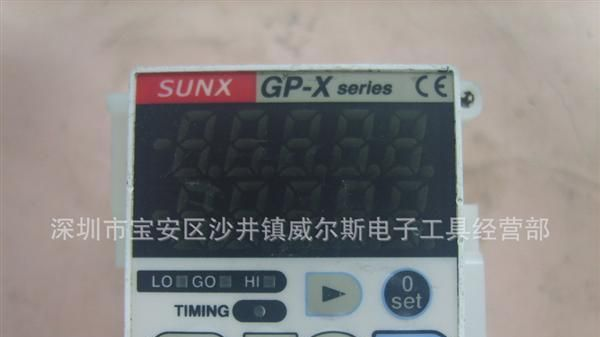 SUNX GP-X series CE
深圳市宝安区沙井镇威尔斯电子工具经营部
LO GO HI
TIMING
0
set